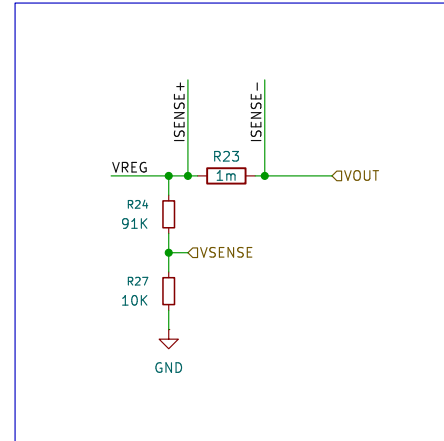 ISENSE+
ISENSE-
R23
VREG
1m
VOUT
R24
91K
VSENSE
R27
10K
GND